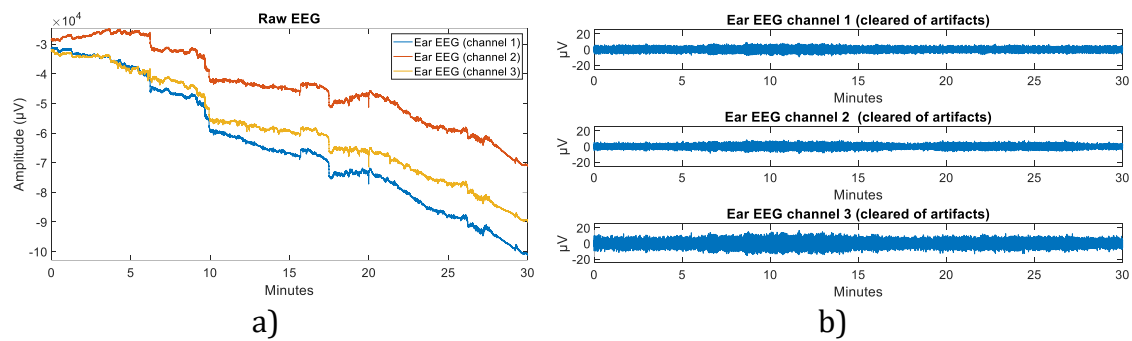 Raw EEG
×10⁴
-3
-4
-5
-6
-7
-8
-9
-10
Amplitude (µV)
Ear EEG (channel 1)
Ear EEG (channel 2)
Ear EEG (channel 3)
0 5 10 15 20 25 30
Minutes
a)
Ear EEG channel 1 (cleared of artifacts)
20
0
-20
µV
0 5 10 15 20 25 30
Minutes
Ear EEG channel 2 (cleared of artifacts)
20
0
-20
µV
0 5 10 15 20 25 30
Minutes
Ear EEG channel 3 (cleared of artifacts)
20
0
-20
µV
0 5 10 15 20 25 30
Minutes
b)